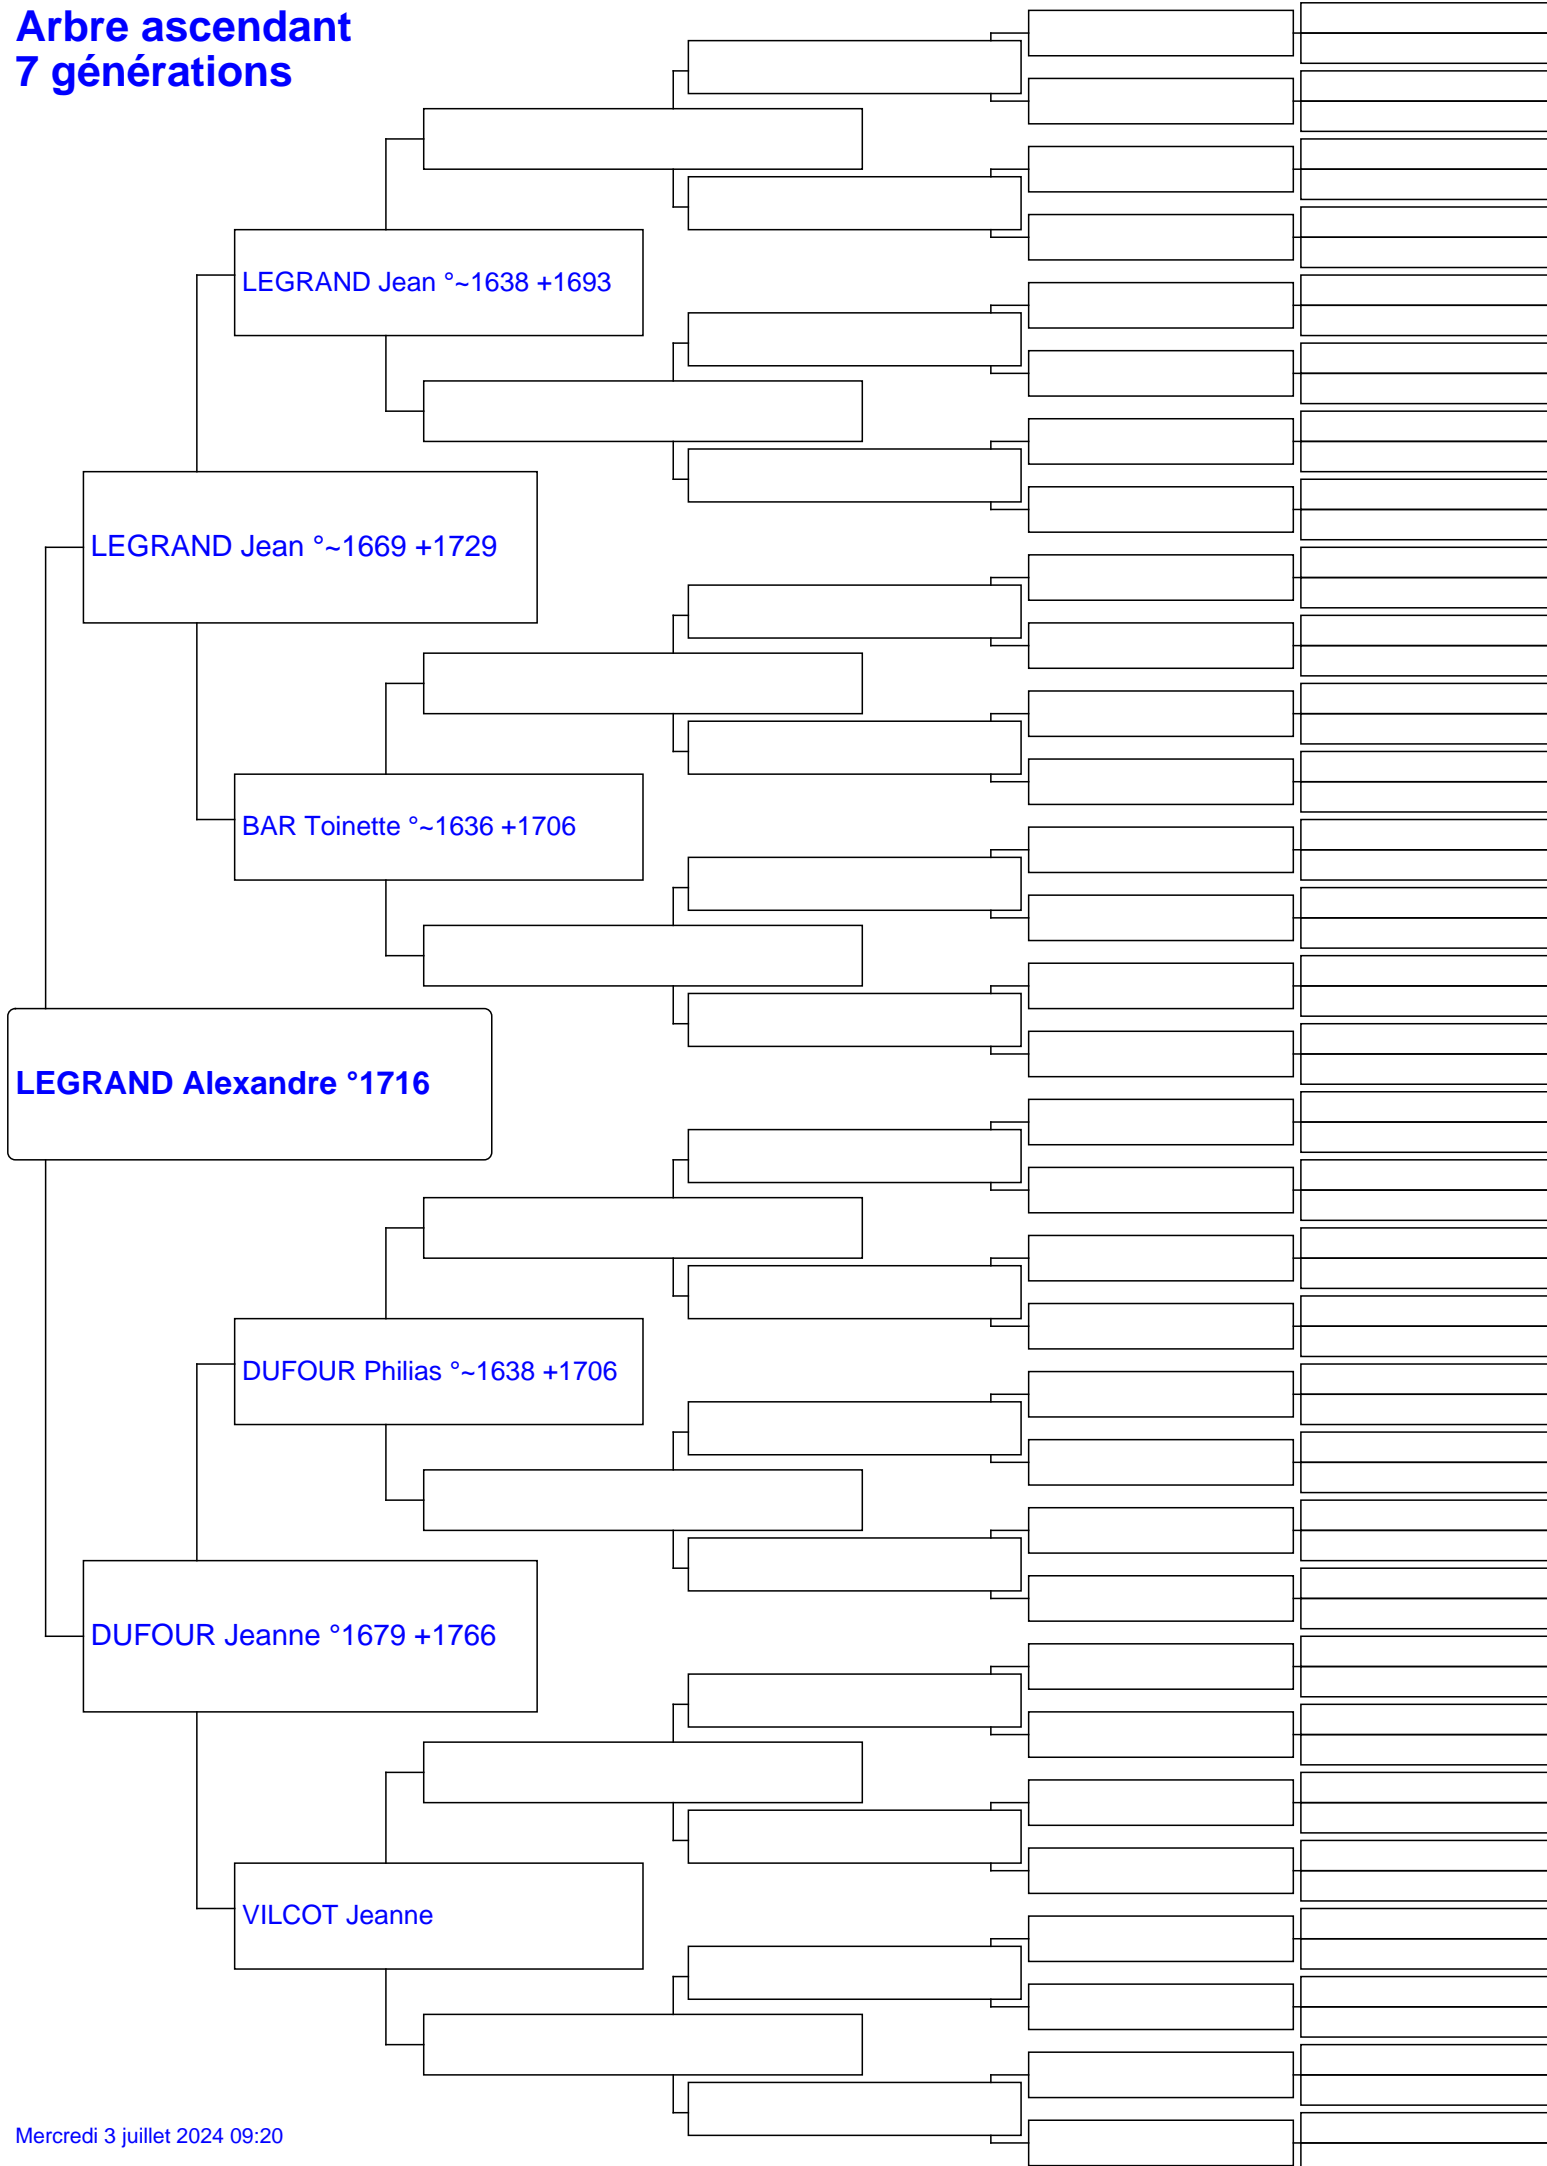 Arbre ascendant
7 générations
LEGRAND Jean °~1638 +1693
LEGRAND Jean °~1669 +1729
BAR Toinette °~1636 +1706
LEGRAND Alexandre °1716
DUFOUR Philias °~1638 +1706
DUFOUR Jeanne °1679 +1766
VILCOT Jeanne
Mercredi 3 juillet 2024 09:20